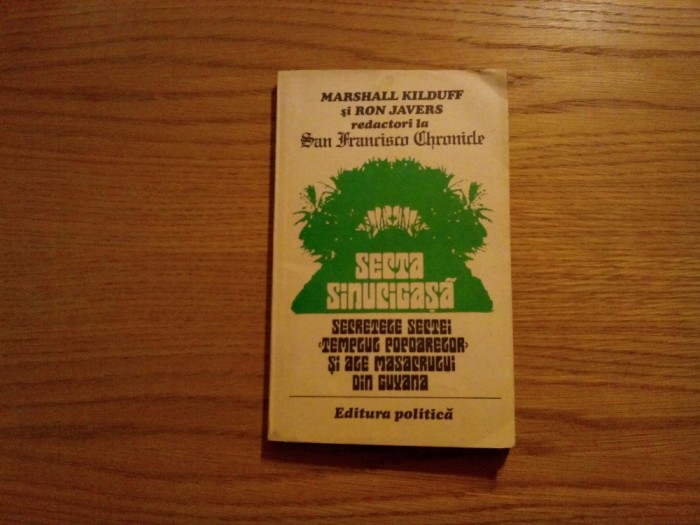 MARSHALL KILDUFF
și RON JAVERS
redactori la
San Francisco Chronicle
SECTA
SINUCIGAȘĂ
SECRETELE SECTEI
‹TEMPLUL POPOARELOR›
ȘI ALE MASACRULUI
DIN GUYANA
Editura politică